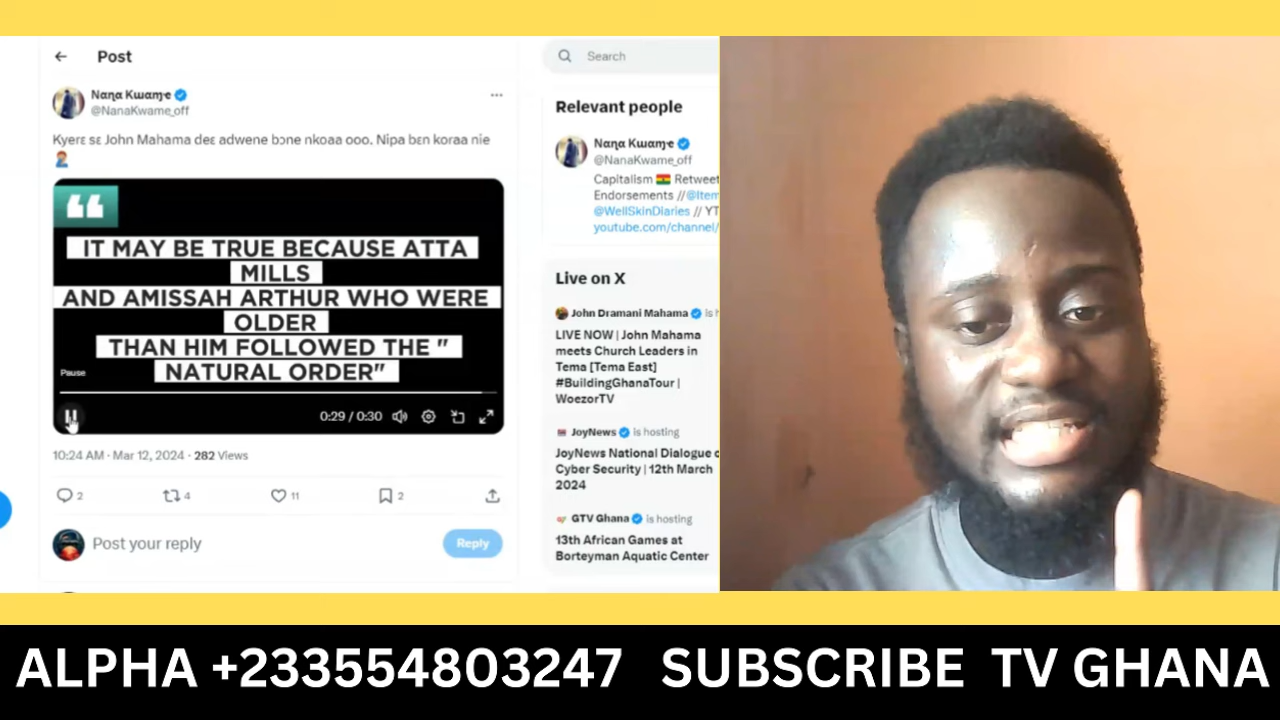 Post
Search
Nana Kwame
@NanaKwame_off
Kyerɛ sɛ John Mahama deɛ adwene bɔne nkoaa ooo. Nipa bɛn koraa nie
IT MAY BE TRUE BECAUSE ATTA
MILLS
AND AMISSAH ARTHUR WHO WERE
OLDER
THAN HIM FOLLOWED THE "
NATURAL ORDER"
Pause
0:29 / 0:30
10:24 AM · Mar 12, 2024 · 282 Views
2
4
11
2
Post your reply
Reply
Relevant people
Nana Kwame
@NanaKwame_off
Capitalism Retweet
Endorsements //@Item
@WellSkinDiaries // YT
youtube.com/channel/
Live on X
John Dramani Mahama is h
LIVE NOW | John Mahama
meets Church Leaders in
Tema [Tema East]
#BuildingGhanaTour |
WoezorTV
JoyNews is hosting
JoyNews National Dialogue o
Cyber Security | 12th March
2024
GTV Ghana is hosting
13th African Games at
Borteyman Aquatic Center
ALPHA +233554803247 SUBSCRIBE TV GHANA